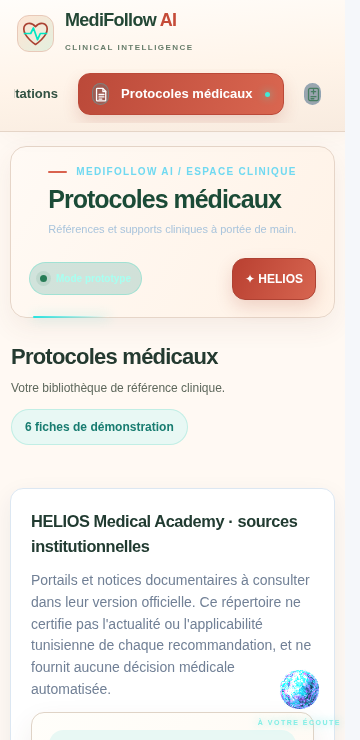 MediFollow AI
CLINICAL INTELLIGENCE
tations
Protocoles médicaux
MEDIFOLLOW AI / ESPACE CLINIQUE
Protocoles médicaux
Références et supports cliniques à portée de main.
✦ HELIOS
Protocoles médicaux
Votre bibliothèque de référence clinique.
6 fiches de démonstration
HELIOS Medical Academy · sources
institutionnelles
Portails et notices documentaires à consulter
dans leur version officielle. Ce répertoire ne
certifie pas l'actualité ou l'applicabilité
tunisienne de chaque recommandation, et ne
fournit aucune décision médicale
automatisée.
À VOTRE ÉCOUTE